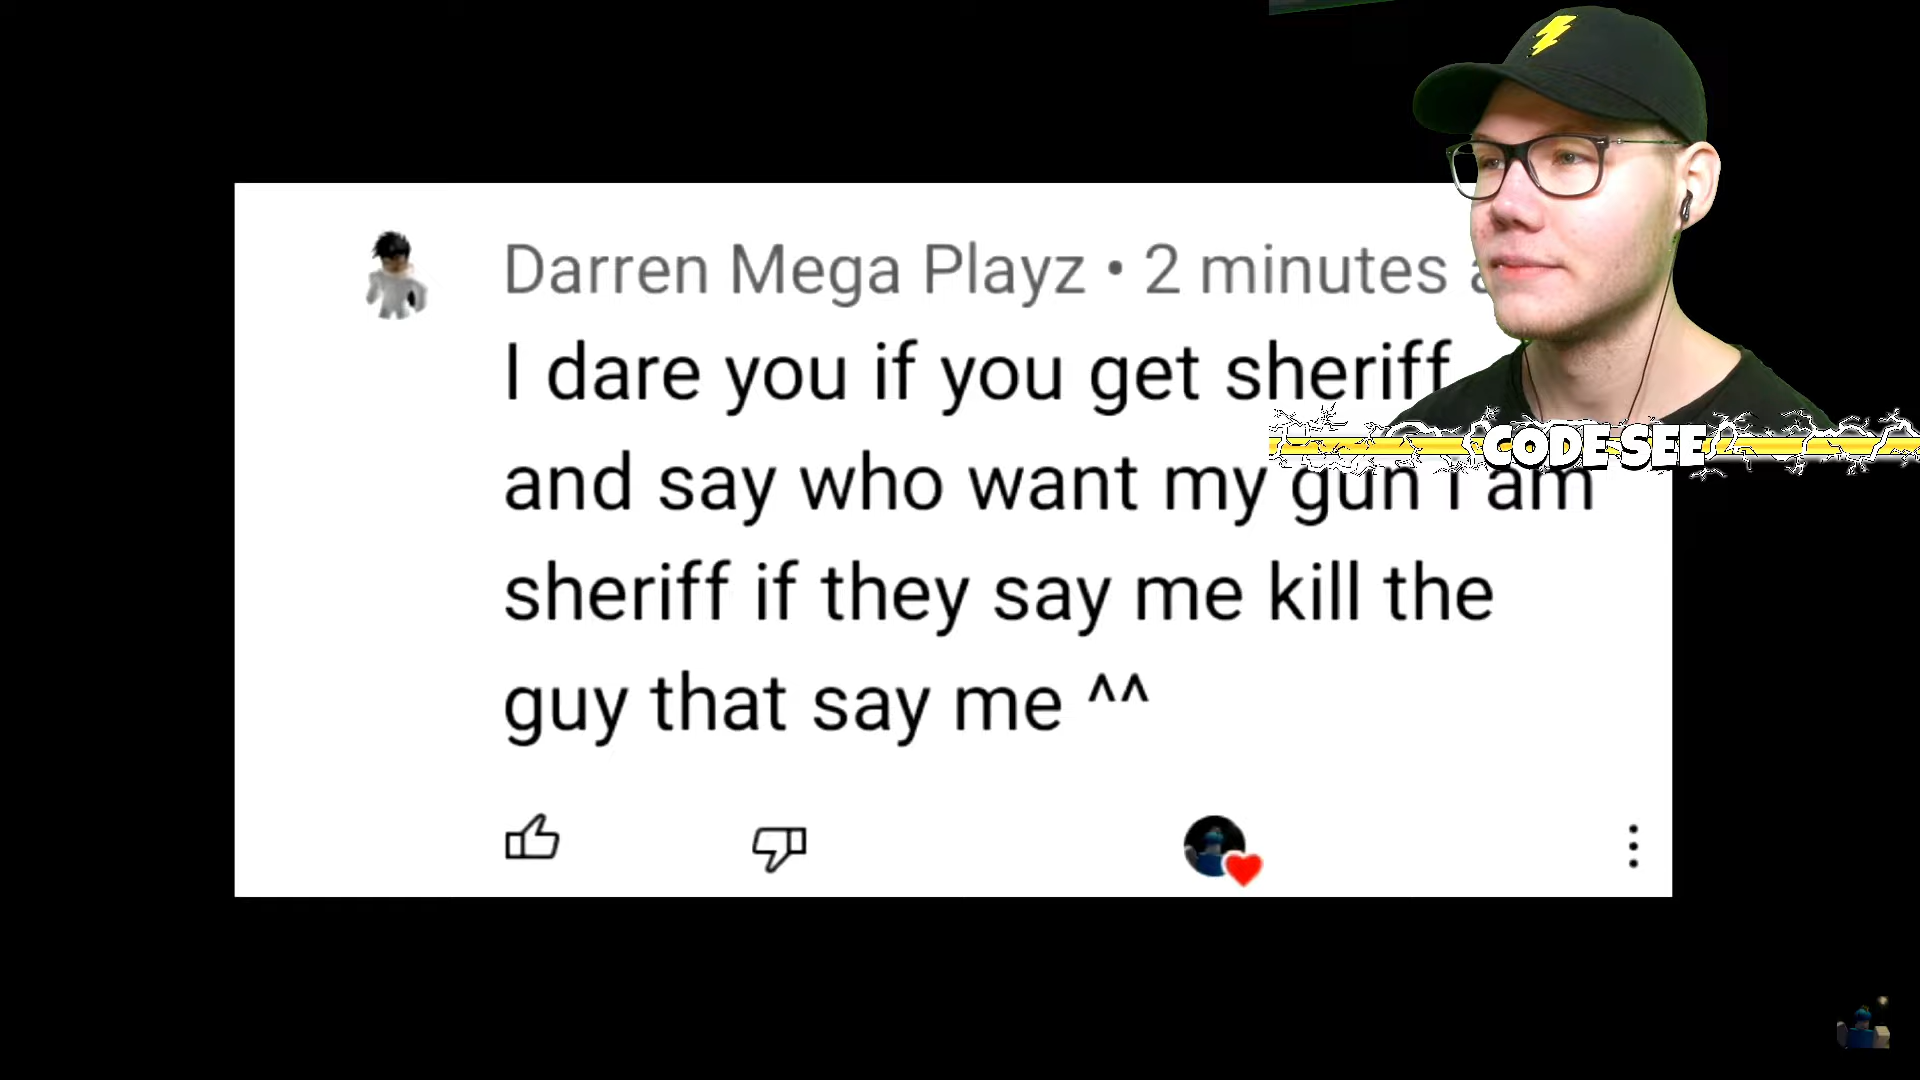 Darren Mega Playz • 2 minutes
I dare you if you get sheriff
CODE SEE
and say who want my gun i am
sheriff if they say me kill the
guy that say me ^^